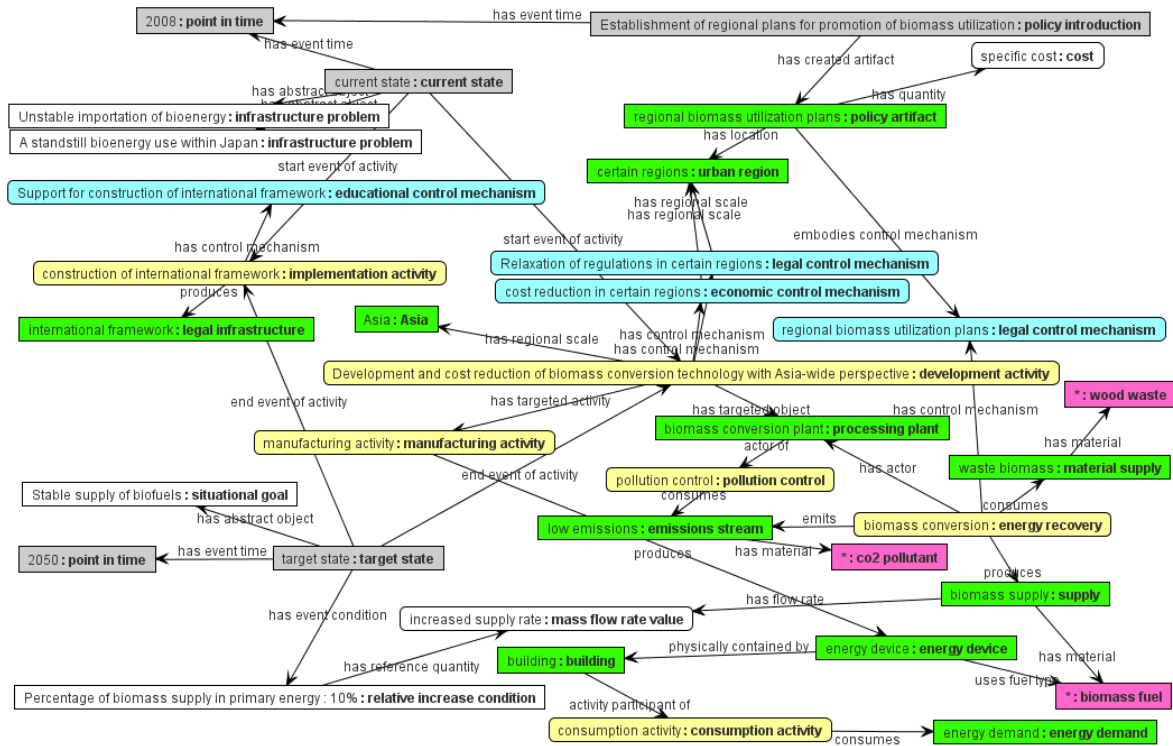 2008 : point in time
has event time
Establishment of regional plans for promotion of biomass utilization : policy introduction
has event time
has created artifact
specific cost : cost
current state : current state
has abstract object
has abstract object
has quantity
Unstable importation of bioenergy : infrastructure problem
regional biomass utilization plans : policy artifact
A standstill bioenergy use within Japan : infrastructure problem
has location
start event of activity
certain regions : urban region
Support for construction of international framework : educational control mechanism
has regional scale
has regional scale
has control mechanism
start event of activity
embodies control mechanism
Relaxation of regulations in certain regions : legal control mechanism
construction of international framework : implementation activity
cost reduction in certain regions : economic control mechanism
produces
international framework : legal infrastructure
Asia : Asia
regional biomass utilization plans : legal control mechanism
has regional scale
has control mechanism
has control mechanism
Development and cost reduction of biomass conversion technology with Asia-wide perspective : development activity
* : wood waste
end event of activity
has targeted activity
has targeted object
has control mechanism
manufacturing activity : manufacturing activity
biomass conversion plant : processing plant
has material
actor of
end event of activity
has actor
waste biomass : material supply
pollution control : pollution control
Stable supply of biofuels : situational goal
consumes
consumes
has abstract object
low emissions : emissions stream
emits
biomass conversion : energy recovery
2050 : point in time
has event time
target state : target state
produces
has material
* : co2 pollutant
produces
has event condition
has flow rate
biomass supply : supply
increased supply rate : mass flow rate value
physically contained by
energy device : energy device
has reference quantity
building : building
has material
uses fuel type
Percentage of biomass supply in primary energy : 10% : relative increase condition
* : biomass fuel
activity participant of
consumption activity : consumption activity
consumes
energy demand : energy demand